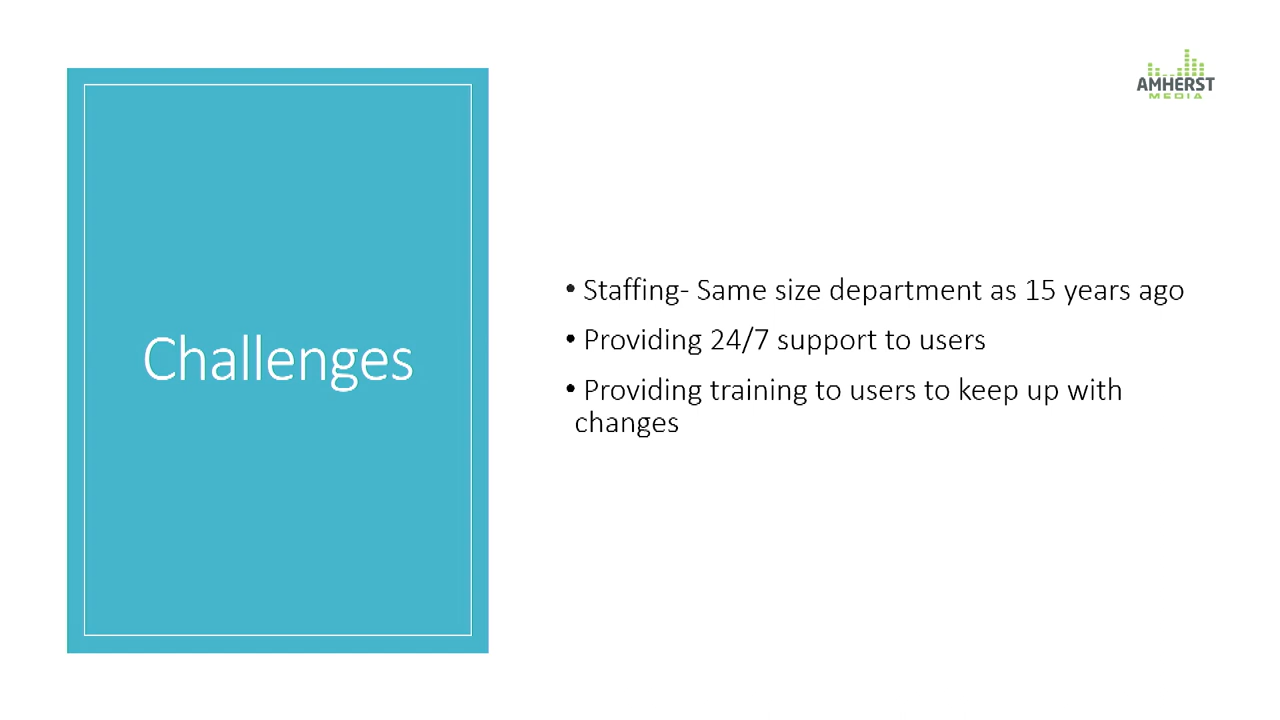 AMHERST
MEDIA
Challenges
• Staffing- Same size department as 15 years ago
• Providing 24/7 support to users
• Providing training to users to keep up with
changes